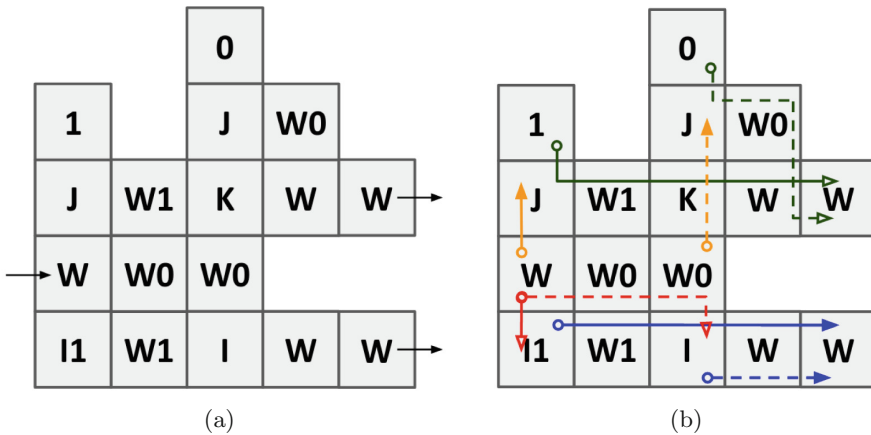 0
1 J W0
J W1 K W W
W W0 W0
I1 W1 I W W
(a)
0
1 J W0
J W1 K W W
W W0 W0
I1 W1 I W W
(b)